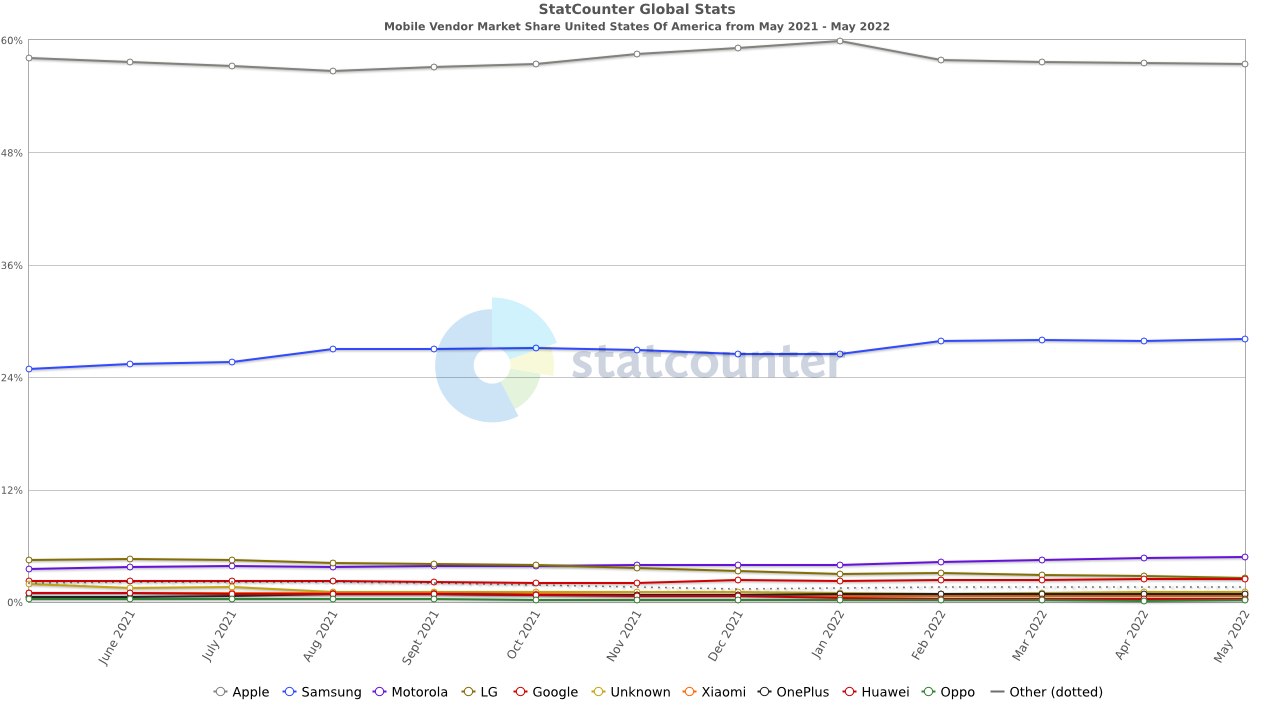 StatCounter Global Stats
Mobile Vendor Market Share United States Of America from May 2021 - May 2022
60%
48%
36%
24%
12%
0%
statcounter
June 2021
July 2021
Aug 2021
Sept 2021
Oct 2021
Nov 2021
Dec 2021
Jan 2022
Feb 2022
Mar 2022
Apr 2022
May 2022
Apple Samsung Motorola LG Google Unknown Xiaomi OnePlus Huawei Oppo Other (dotted)